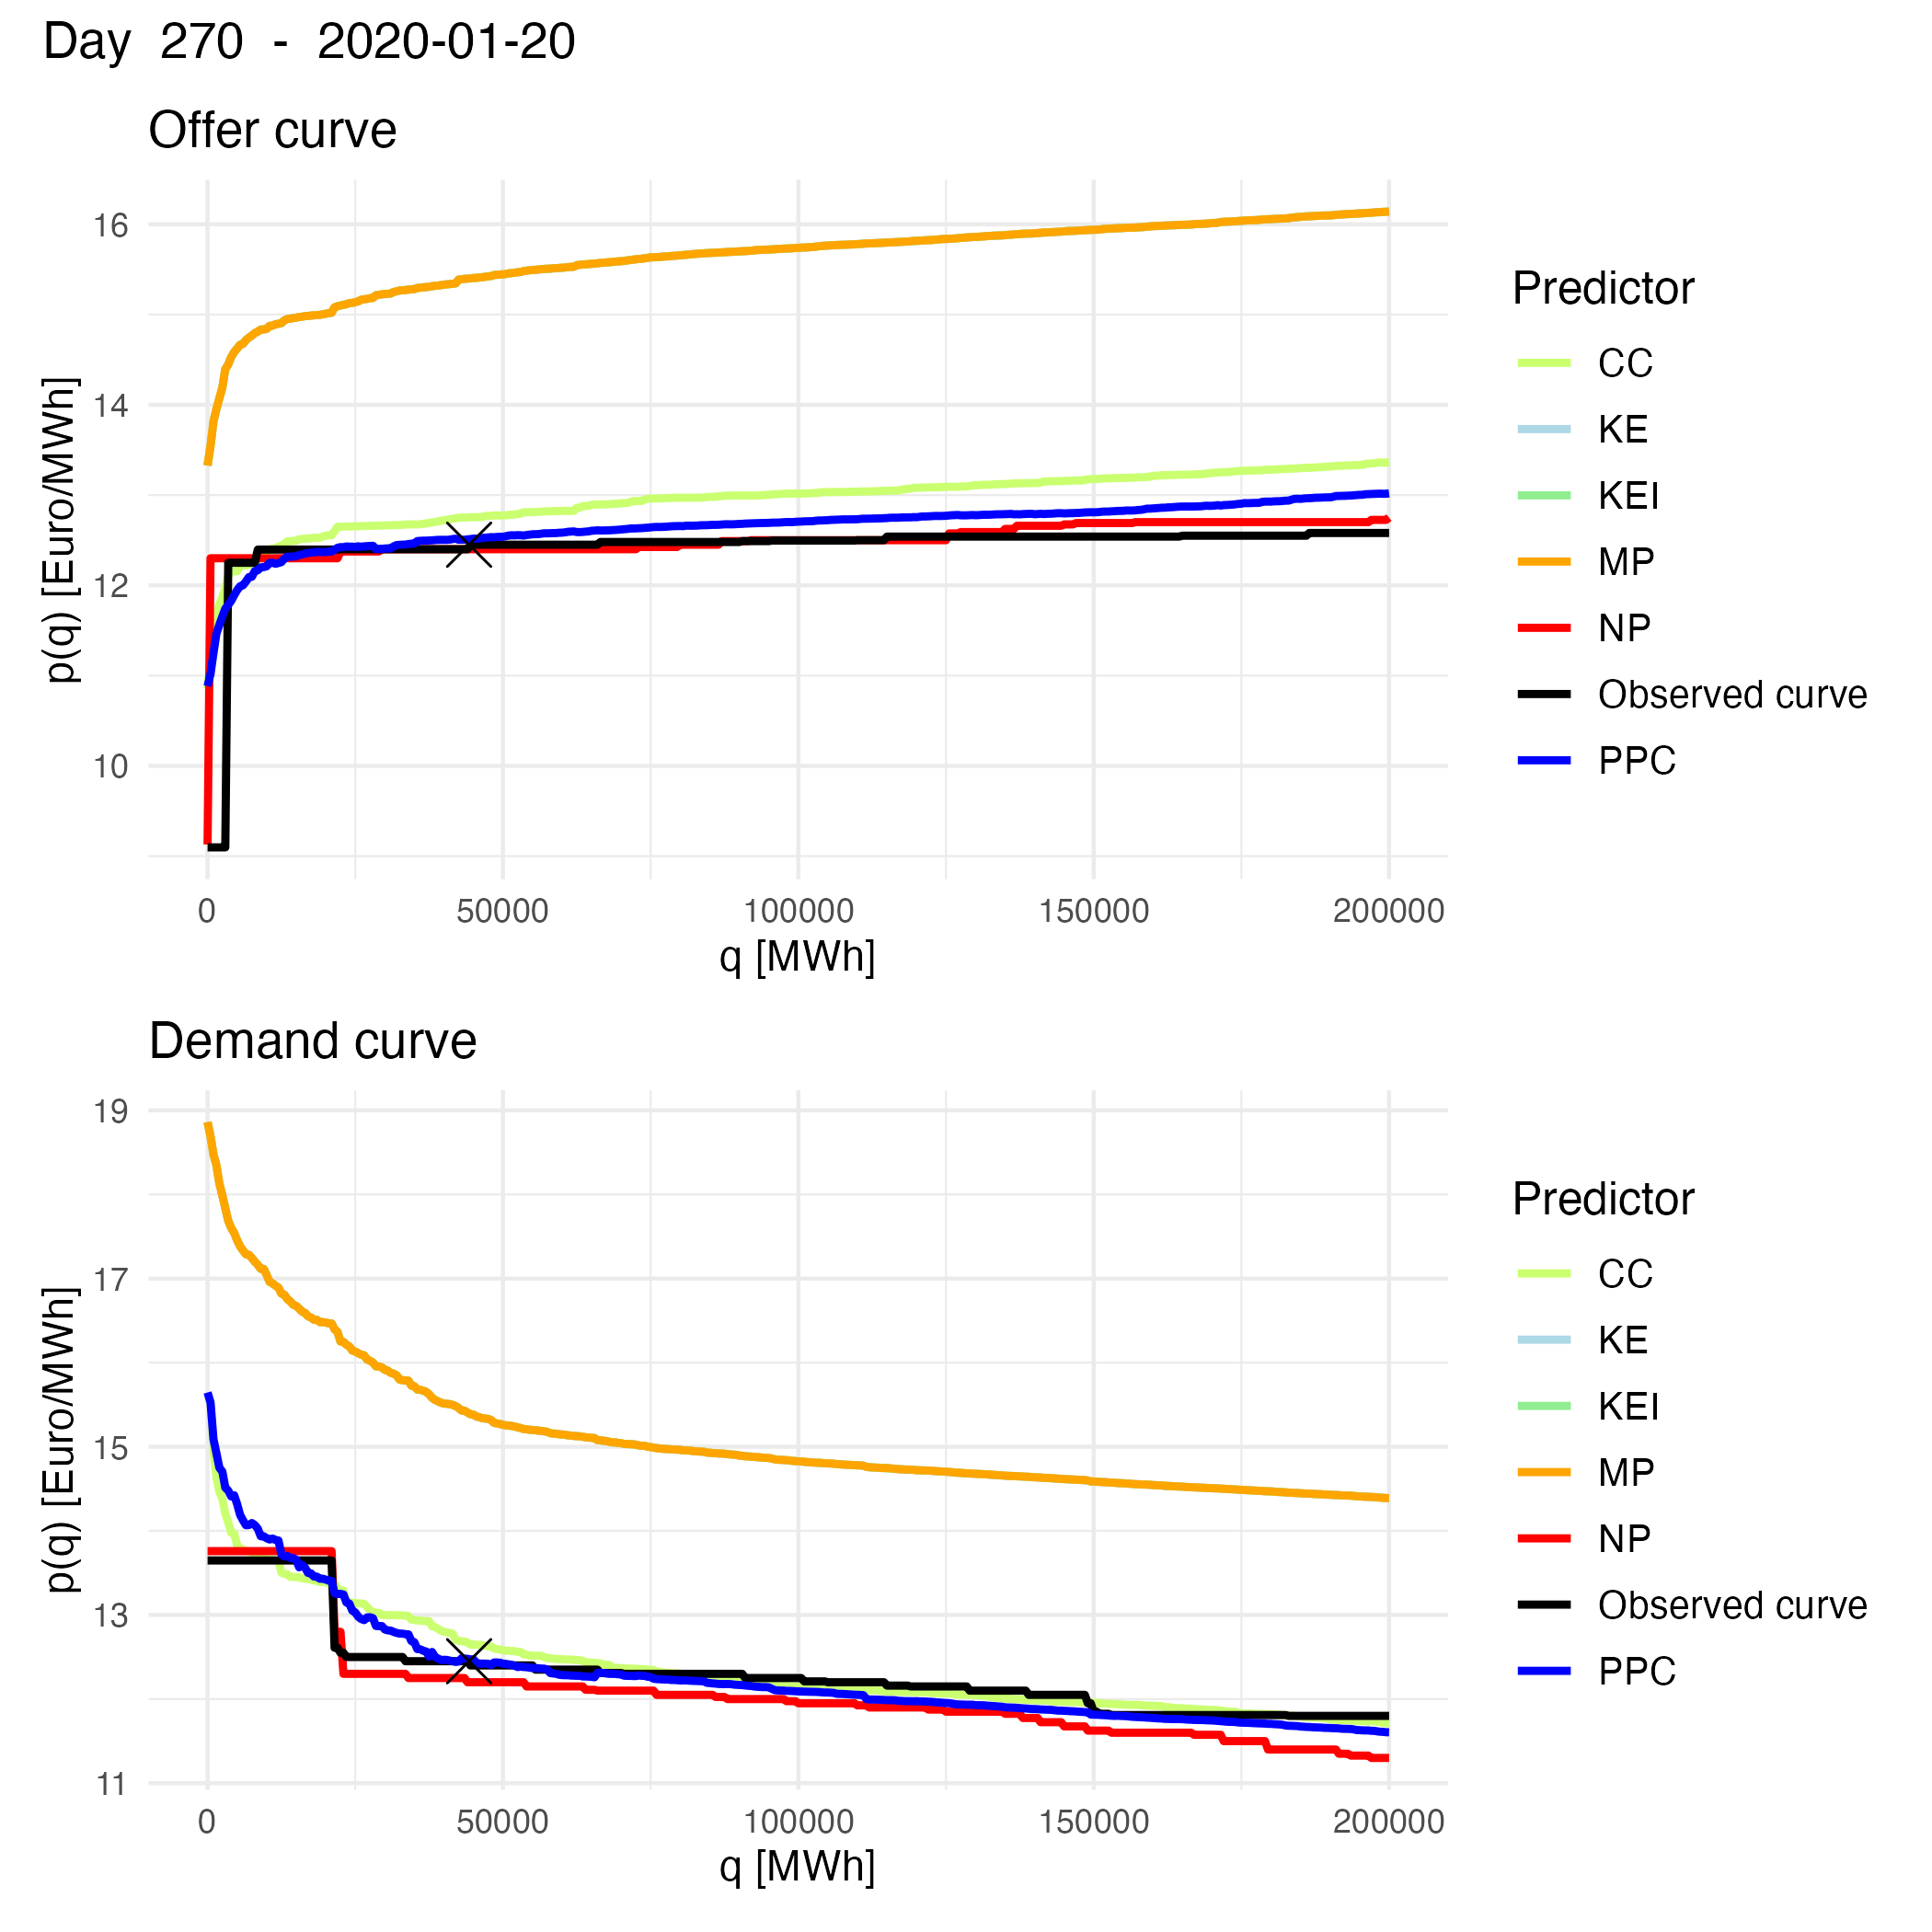 Day 270 - 2020-01-20
Offer curve
16
14
12
10
p(q) [Euro/MWh]
0 50000 100000 150000 200000
q [MWh]
Predictor
CC
KE
KEI
MP
NP
Observed curve
PPC
Demand curve
19
17
15
13
11
p(q) [Euro/MWh]
0 50000 100000 150000 200000
q [MWh]
Predictor
CC
KE
KEI
MP
NP
Observed curve
PPC